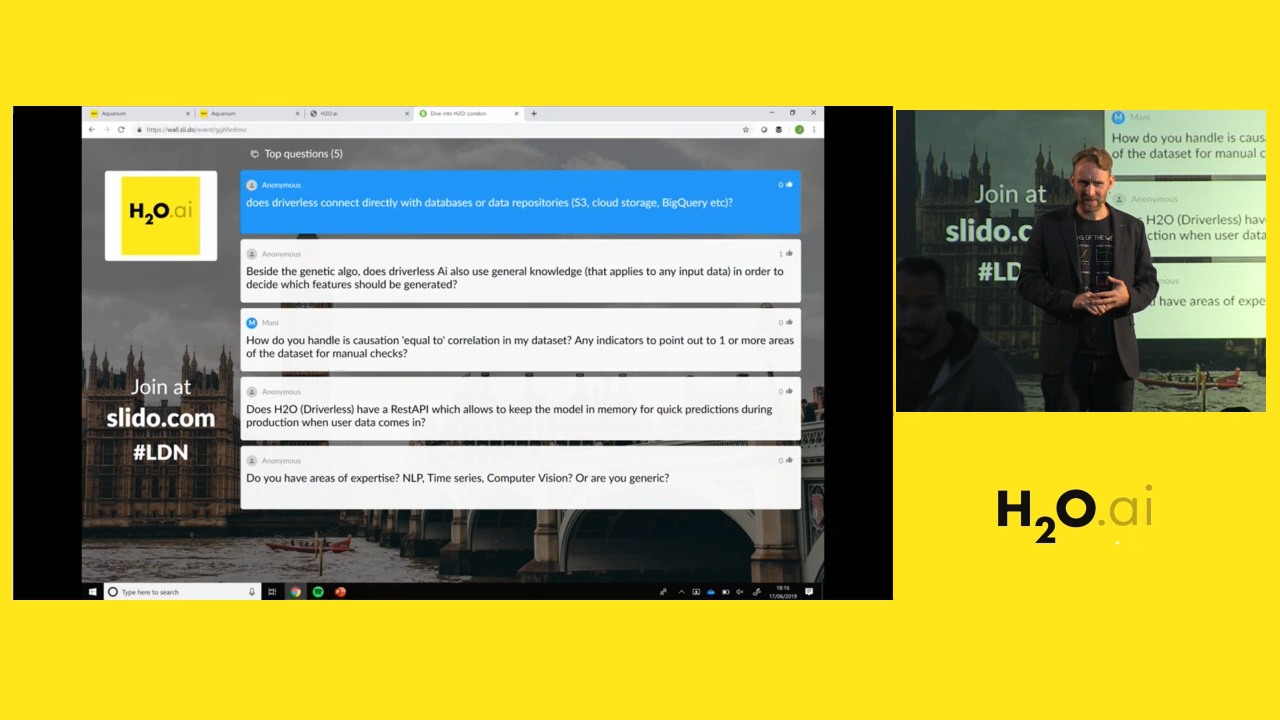 Aquarium
Aquarium
H2O.ai
Dive into H2O: London
https://wall.sli.do/event/gghhnhmo
Top questions (5)
H2O.ai
Join at
slido.com
#LDN
Anonymous
0
does driverless connect directly with databases or data repositories (S3, cloud storage, BigQuery etc)?
Anonymous
1
Beside the genetic algo, does driverless Ai also use general knowledge (that applies to any input data) in order to
decide which features should be generated?
M Mani
0
How do you handle is causation 'equal to' correlation in my dataset? Any indicators to point out to 1 or more areas
of the dataset for manual checks?
Anonymous
0
Does H2O (Driverless) have a RestAPI which allows to keep the model in memory for quick predictions during
production when user data comes in?
Anonymous
0
Do you have areas of expertise? NLP, Time series, Computer Vision? Or are you generic?
Type here to search
18:16
17/06/2019
M Mani
How do you handle is caus
of the dataset for manual c
Join at
slido.c
#LD
Anonymous
H2O (Driverless) hav
ction when user data
mous
have areas of expe
H2O.ai